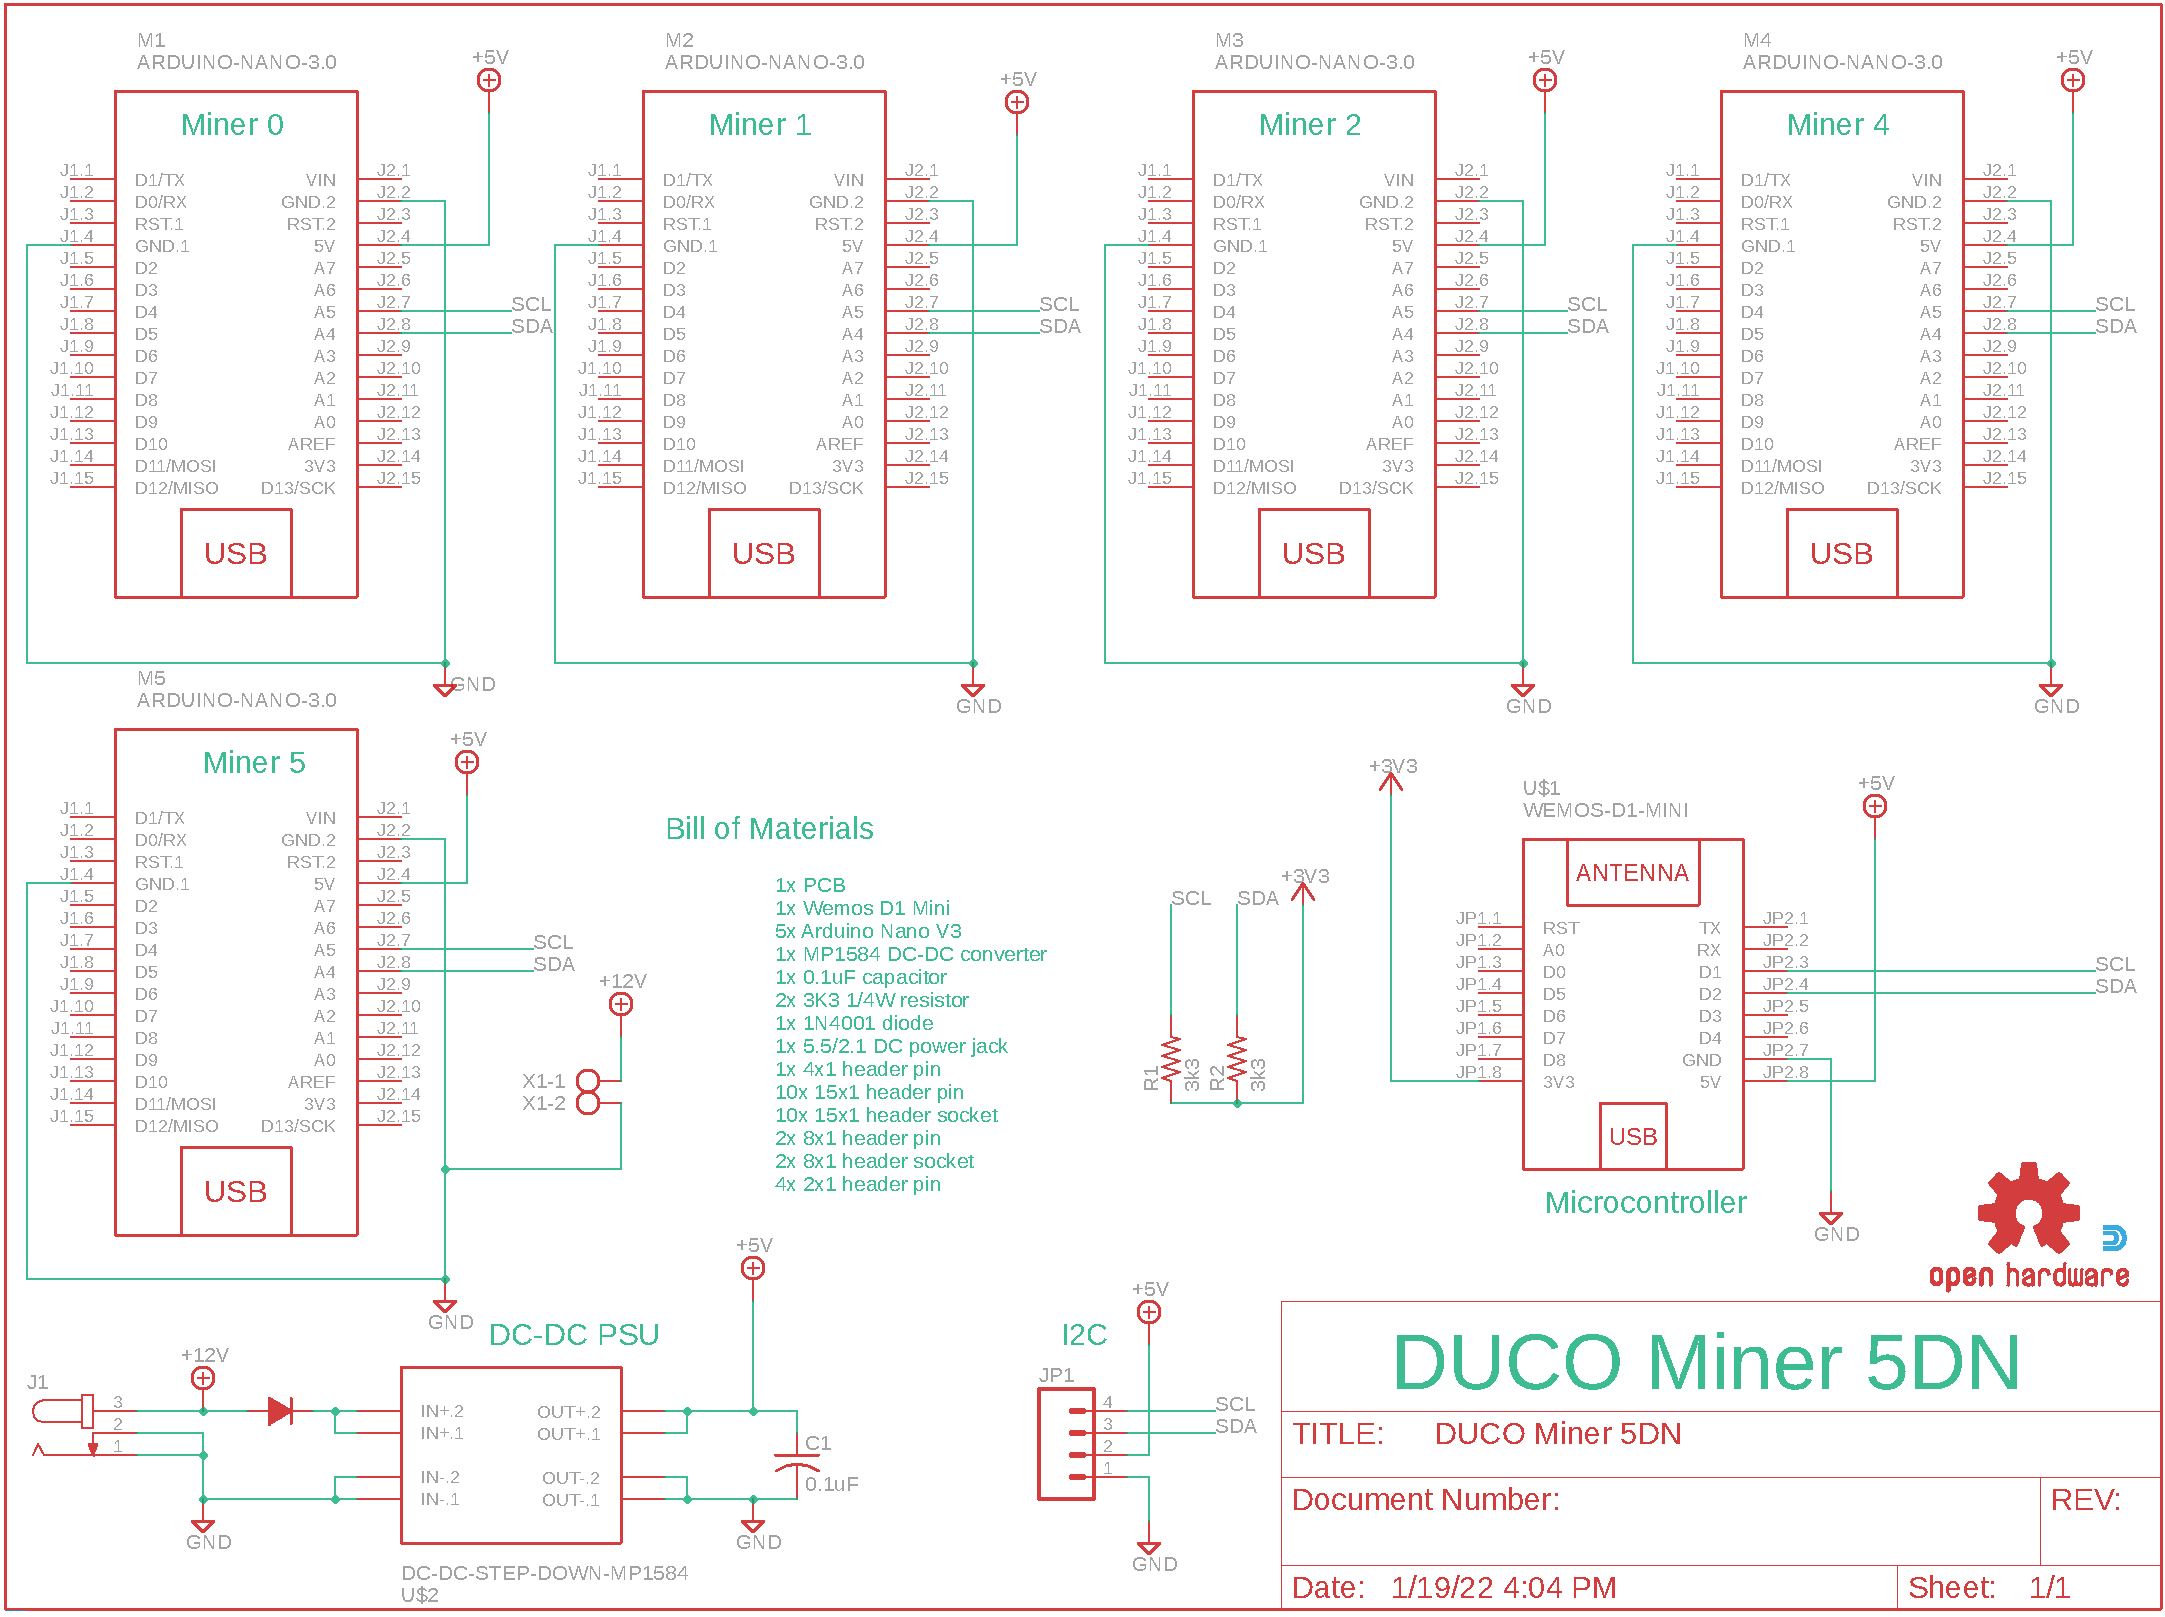 M1
ARDUINO-NANO-3.0
+5V
Miner 0
J1.1 D1/TX VIN J2.1
J1.2 D0/RX GND.2 J2.2
J1.3 RST.1 RST.2 J2.3
J1.4 GND.1 5V J2.4
J1.5 D2 A7 J2.5
J1.6 D3 A6 J2.6
J1.7 D4 A5 J2.7 SCL
J1.8 D5 A4 J2.8 SDA
J1.9 D6 A3 J2.9
J1.10 D7 A2 J2.10
J1.11 D8 A1 J2.11
J1.12 D9 A0 J2.12
J1.13 D10 AREF J2.13
J1.14 D11/MOSI 3V3 J2.14
J1.15 D12/MISO D13/SCK J2.15
USB
GND
M2
ARDUINO-NANO-3.0
+5V
Miner 1
J1.1 D1/TX VIN J2.1
J1.2 D0/RX GND.2 J2.2
J1.3 RST.1 RST.2 J2.3
J1.4 GND.1 5V J2.4
J1.5 D2 A7 J2.5
J1.6 D3 A6 J2.6
J1.7 D4 A5 J2.7 SCL
J1.8 D5 A4 J2.8 SDA
J1.9 D6 A3 J2.9
J1.10 D7 A2 J2.10
J1.11 D8 A1 J2.11
J1.12 D9 A0 J2.12
J1.13 D10 AREF J2.13
J1.14 D11/MOSI 3V3 J2.14
J1.15 D12/MISO D13/SCK J2.15
USB
GND
M3
ARDUINO-NANO-3.0
+5V
Miner 2
J1.1 D1/TX VIN J2.1
J1.2 D0/RX GND.2 J2.2
J1.3 RST.1 RST.2 J2.3
J1.4 GND.1 5V J2.4
J1.5 D2 A7 J2.5
J1.6 D3 A6 J2.6
J1.7 D4 A5 J2.7 SCL
J1.8 D5 A4 J2.8 SDA
J1.9 D6 A3 J2.9
J1.10 D7 A2 J2.10
J1.11 D8 A1 J2.11
J1.12 D9 A0 J2.12
J1.13 D10 AREF J2.13
J1.14 D11/MOSI 3V3 J2.14
J1.15 D12/MISO D13/SCK J2.15
USB
GND
M4
ARDUINO-NANO-3.0
+5V
Miner 4
J1.1 D1/TX VIN J2.1
J1.2 D0/RX GND.2 J2.2
J1.3 RST.1 RST.2 J2.3
J1.4 GND.1 5V J2.4
J1.5 D2 A7 J2.5
J1.6 D3 A6 J2.6
J1.7 D4 A5 J2.7 SCL
J1.8 D5 A4 J2.8 SDA
J1.9 D6 A3 J2.9
J1.10 D7 A2 J2.10
J1.11 D8 A1 J2.11
J1.12 D9 A0 J2.12
J1.13 D10 AREF J2.13
J1.14 D11/MOSI 3V3 J2.14
J1.15 D12/MISO D13/SCK J2.15
USB
GND
M5
ARDUINO-NANO-3.0
+5V
Miner 5
J1.1 D1/TX VIN J2.1
J1.2 D0/RX GND.2 J2.2
J1.3 RST.1 RST.2 J2.3
J1.4 GND.1 5V J2.4
J1.5 D2 A7 J2.5
J1.6 D3 A6 J2.6
J1.7 D4 A5 J2.7 SCL
J1.8 D5 A4 J2.8 SDA
J1.9 D6 A3 J2.9
J1.10 D7 A2 J2.10
J1.11 D8 A1 J2.11
J1.12 D9 A0 J2.12
J1.13 D10 AREF J2.13
J1.14 D11/MOSI 3V3 J2.14
J1.15 D12/MISO D13/SCK J2.15
USB
GND
+12V
X1-1
X1-2
Bill of Materials
1x PCB
1x Wemos D1 Mini
5x Arduino Nano V3
1x MP1584 DC-DC converter
1x 0.1uF capacitor
2x 3K3 1/4W resistor
1x 1N4001 diode
1x 5.5/2.1 DC power jack
1x 4x1 header pin
10x 15x1 header pin
10x 15x1 header socket
2x 8x1 header pin
2x 8x1 header socket
4x 2x1 header pin
SCL SDA +3V3
R1 3k3 R2 3k3
+3V3
U$1
WEMOS-D1-MINI
+5V
ANTENNA
JP1.1 RST TX JP2.1
JP1.2 A0 RX JP2.2
JP1.3 D0 D1 JP2.3 SCL
JP1.4 D5 D2 JP2.4 SDA
JP1.5 D6 D3 JP2.5
JP1.6 D7 D4 JP2.6
JP1.7 D8 GND JP2.7
JP1.8 3V3 5V JP2.8
USB
Microcontroller
GND
open hardware
DC-DC PSU
+5V
+12V
J1
3
2
1
IN+.2 OUT+.2
IN+.1 OUT+.1
IN-.2 OUT-.2
IN-.1 OUT-.1
C1
0.1uF
GND
GND
DC-DC-STEP-DOWN-MP1584
U$2
I2C
+5V
JP1
4 SCL
3 SDA
2
1
GND
DUCO Miner 5DN
TITLE: DUCO Miner 5DN
Document Number:
REV:
Date: 1/19/22 4:04 PM
Sheet: 1/1